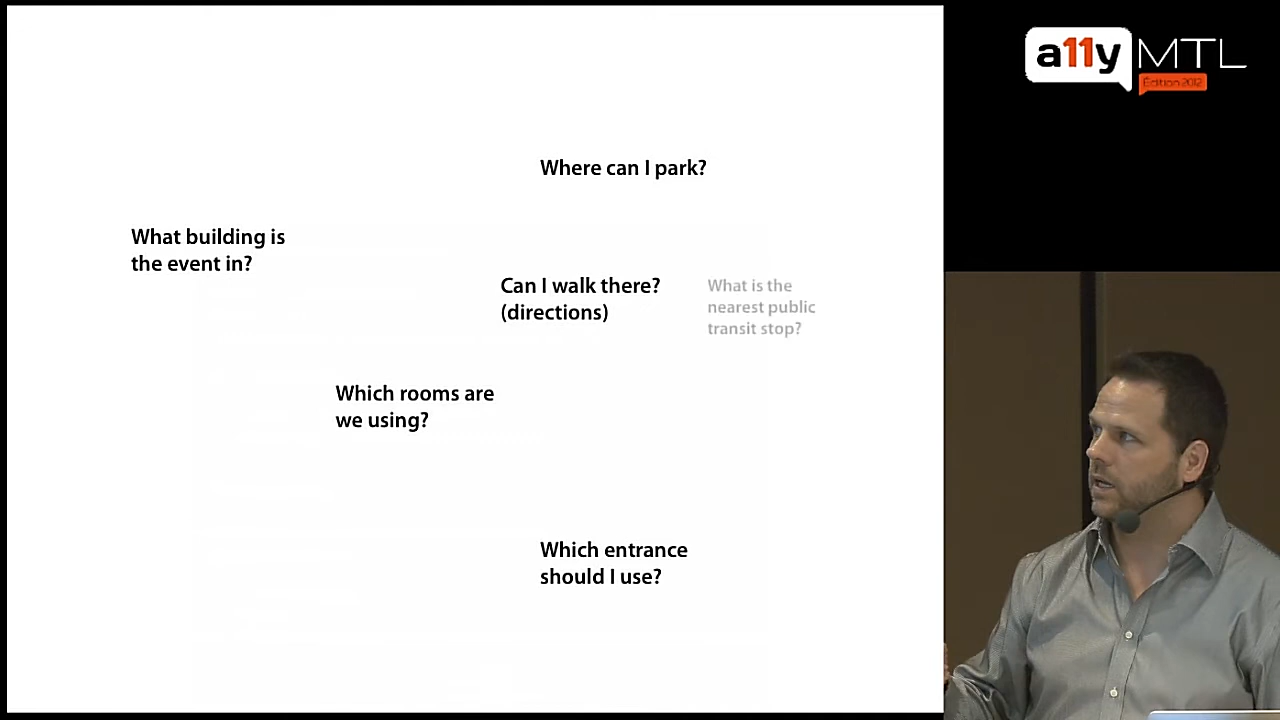 a11y MTL
Édition 2012
Where can I park?
What building is
the event in?
Can I walk there?
(directions)
What is the
nearest public
transit stop?
Which rooms are
we using?
Which entrance
should I use?